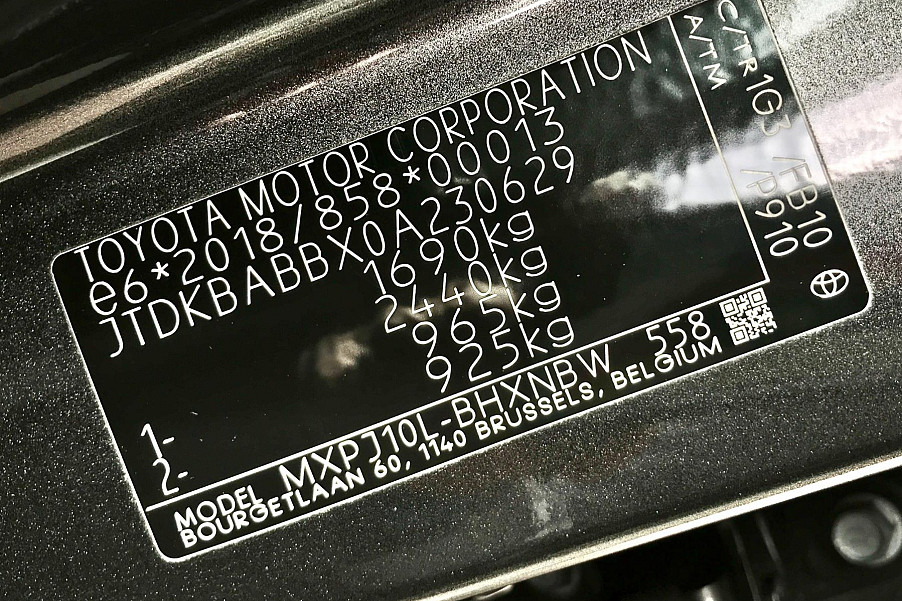 TOYOTA MOTOR CORPORATION
e6*2018/858*00013
JTDKBABBX0A230629
1690kg
2440kg
1- 965kg
2- 925kg
MODEL MXPJ10L-BHXNBW 558
BOURGETLAAN 60, 1140 BRUSSELS, BELGIUM
C/TR 1G3 /FB10
A/TM /P910